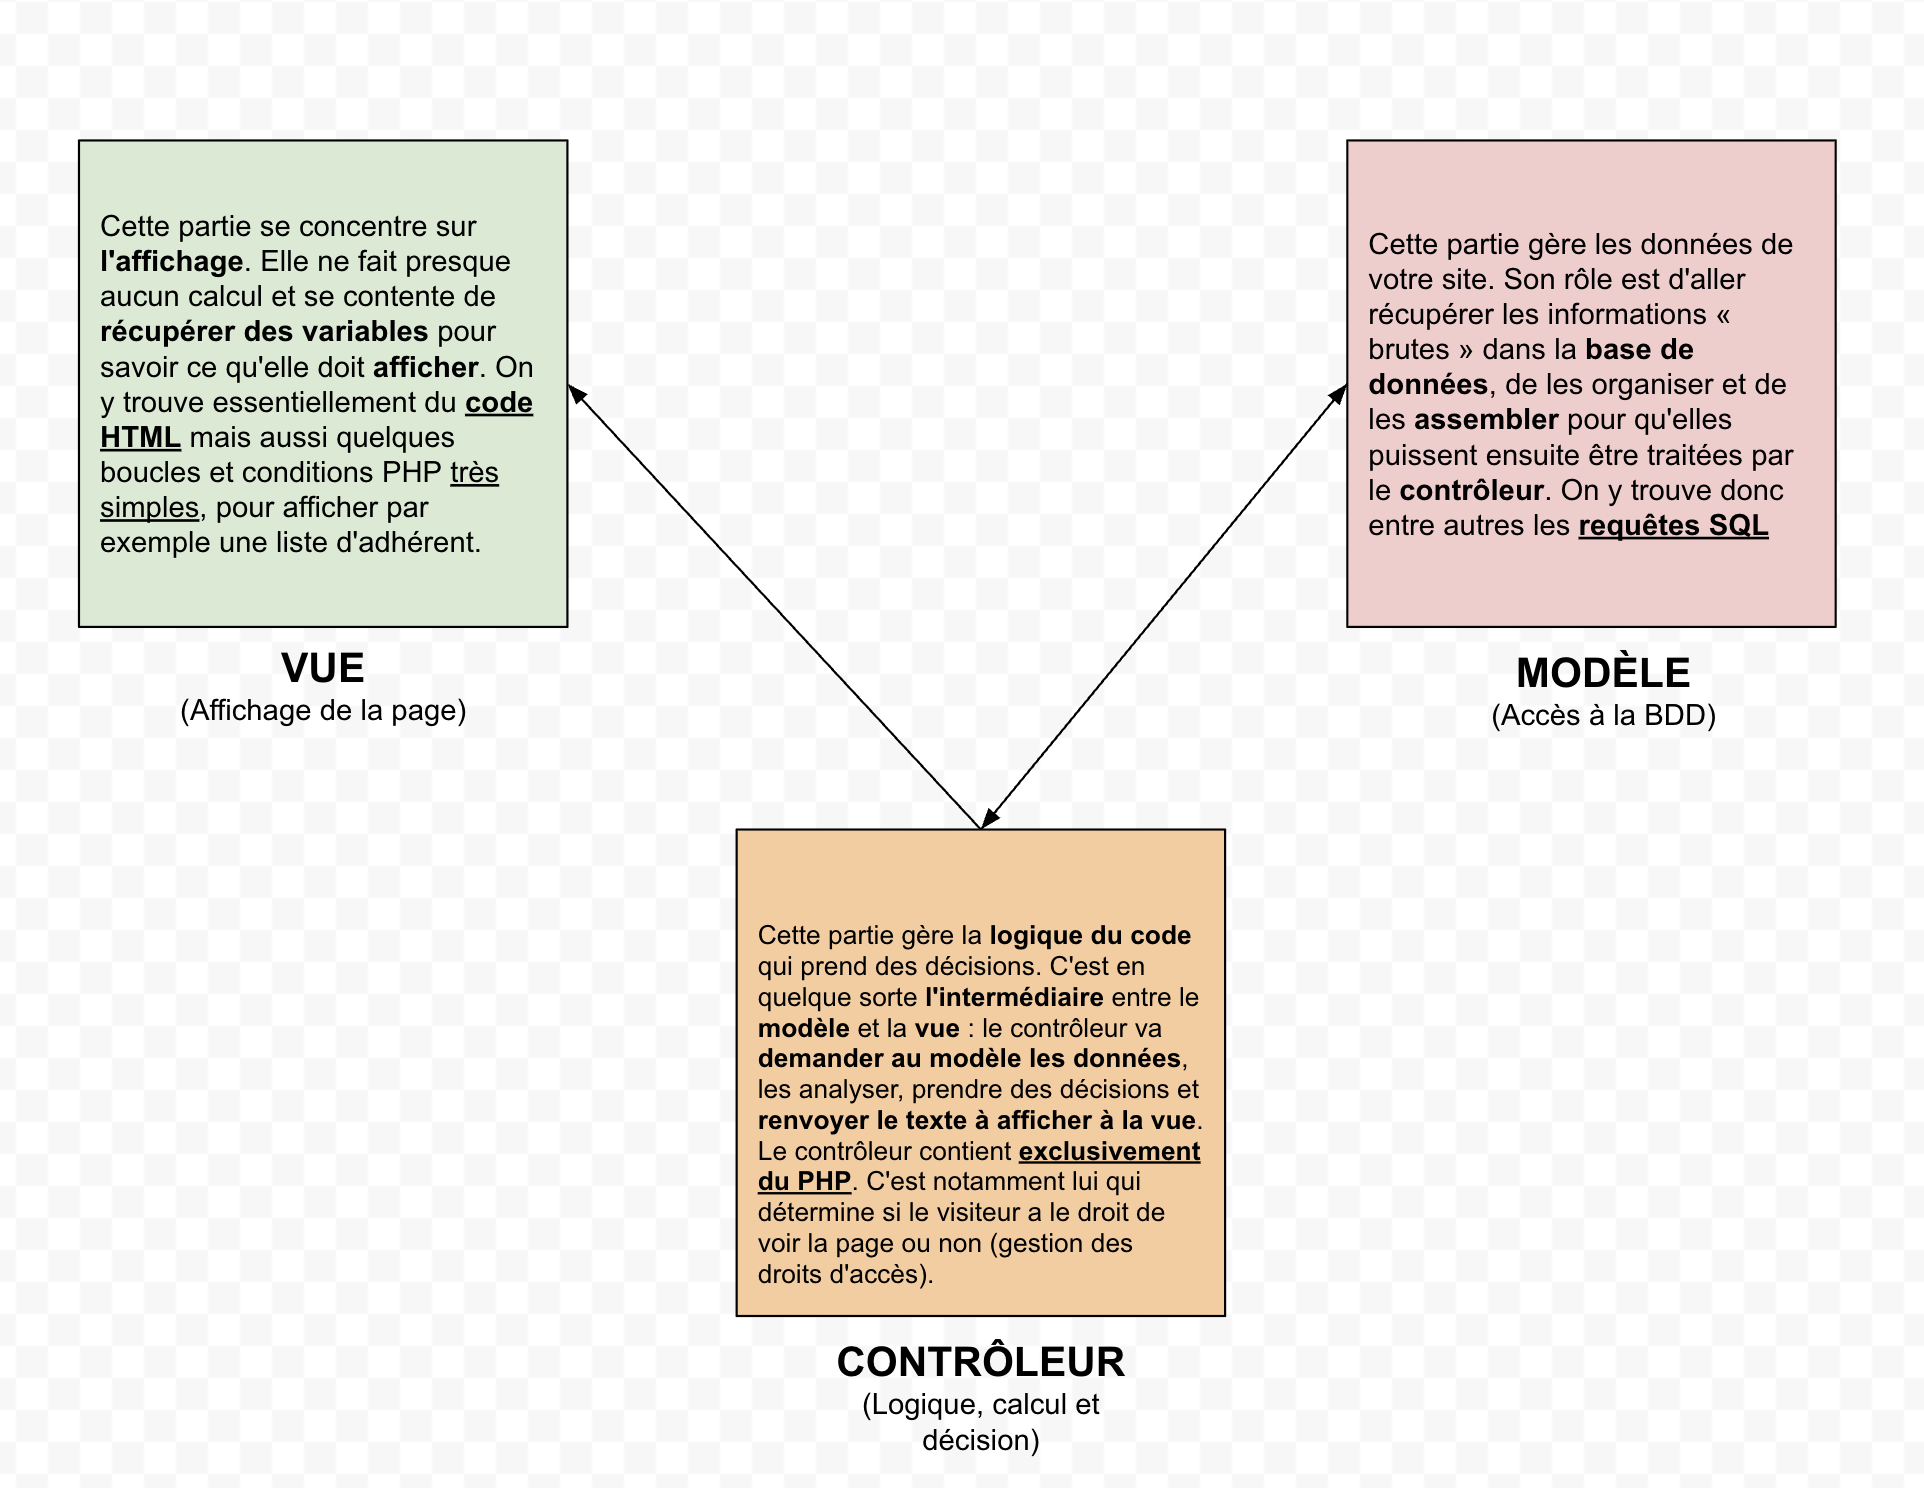 Cette partie se concentre sur
l'affichage. Elle ne fait presque
aucun calcul et se contente de
récupérer des variables pour
savoir ce qu'elle doit afficher. On
y trouve essentiellement du code
HTML mais aussi quelques
boucles et conditions PHP très
simples, pour afficher par
exemple une liste d'adhérent.
VUE
(Affichage de la page)
Cette partie gère les données de
votre site. Son rôle est d'aller
récupérer les informations «
brutes » dans la base de
données, de les organiser et de
les assembler pour qu'elles
puissent ensuite être traitées par
le contrôleur. On y trouve donc
entre autres les requêtes SQL
MODÈLE
(Accès à la BDD)
Cette partie gère la logique du code
qui prend des décisions. C'est en
quelque sorte l'intermédiaire entre le
modèle et la vue : le contrôleur va
demander au modèle les données,
les analyser, prendre des décisions et
renvoyer le texte à afficher à la vue.
Le contrôleur contient exclusivement
du PHP. C'est notamment lui qui
détermine si le visiteur a le droit de
voir la page ou non (gestion des
droits d'accès).
CONTRÔLEUR
(Logique, calcul et
décision)